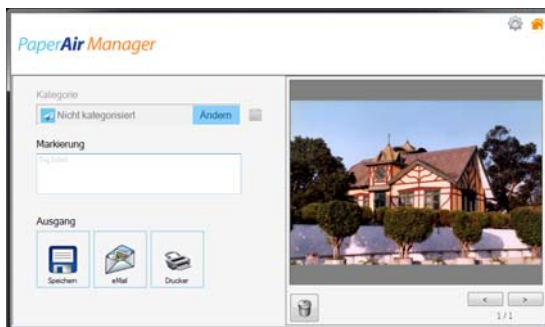 PaperAir Manager
Kategorie
Nicht kategorisiert
Ändern
Markierung
Ausgang
Speichern
eMail
Drucker
< >
1/1